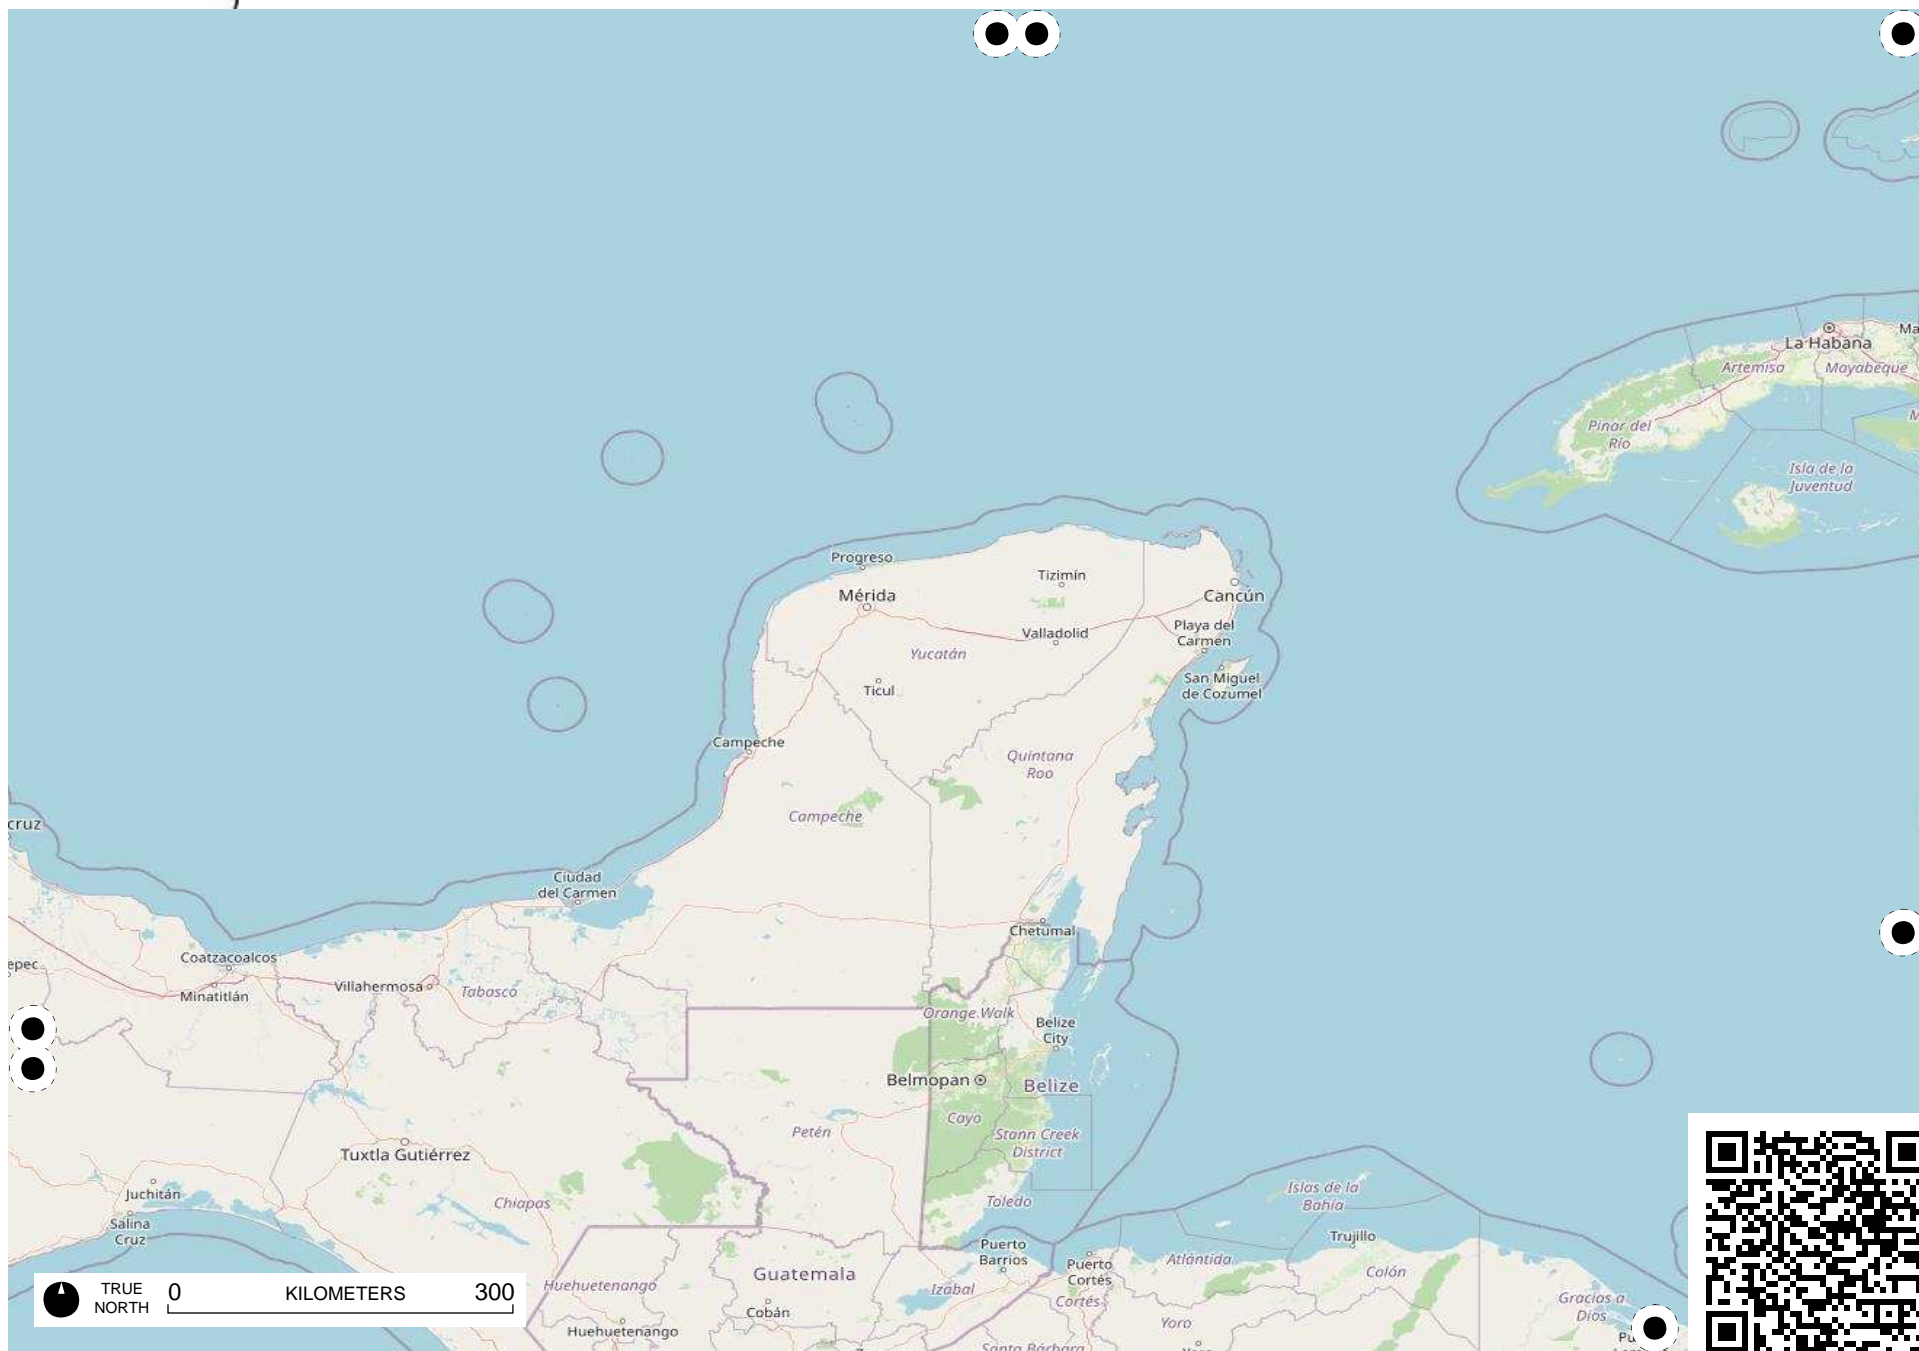 La Habana
Artemisa
Mayabeque
Pinar del
Río
Isla de la
Juventud
Progreso
Mérida
Tizimín
Cancún
Valladolid
Playa del
Carmen
Yucatán
Ticul
San Miguel
de Cozumel
Campeche
Quintana
Roo
Campeche
cruz
Ciudad
del Carmen
Chetumal
Coatzacoalcos
epec
Minatitlán
Villahermosa
Tabasco
Orange Walk
Belize
City
Belmopan
Belize
Cayo
Petén
Stann Creek
District
Tuxtla Gutiérrez
Juchitán
Chiapas
Toledo
Islas de la
Bahía
Salina
Cruz
Puerto
Barrios
Trujillo
Puerto
Cortés
Atlántida
Colón
Guatemala
Huehuetenango
Izabal
Cortés
Gracias a
Dios
Cobán
Yoro
Huehuetenango
Santa Bárbara
TRUE
NORTH
0 KILOMETERS 300